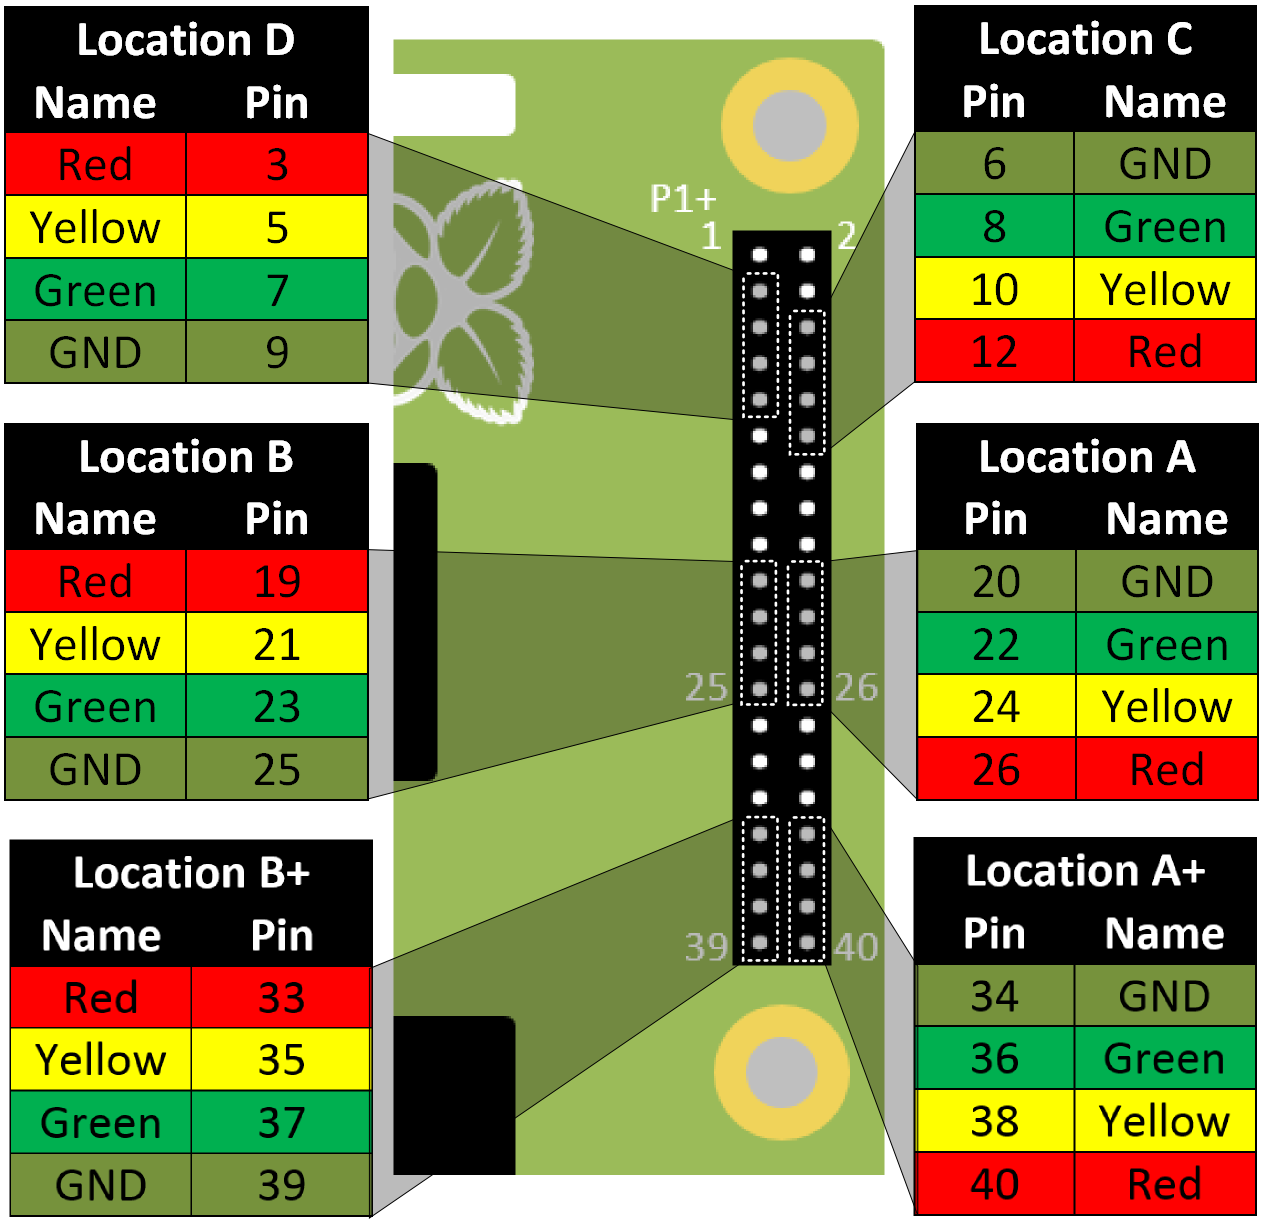 Location D
Name Pin
Red 3
Yellow 5
Green 7
GND 9
Location C
Pin Name
6 GND
8 Green
10 Yellow
12 Red
P1+
1 2
Location B
Name Pin
Red 19
Yellow 21
Green 23
GND 25
Location A
Pin Name
20 GND
22 Green
24 Yellow
26 Red
25 26
Location B+
Name Pin
Red 33
Yellow 35
Green 37
GND 39
Location A+
Pin Name
34 GND
36 Green
38 Yellow
40 Red
39 40